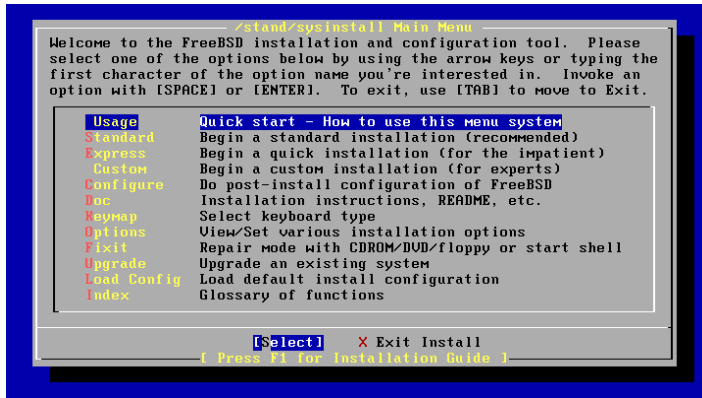 /stand/sysinstall Main Menu
Welcome to the FreeBSD installation and configuration tool.  Please
select one of the options below by using the arrow keys or typing the
first character of the option name you're interested in.  Invoke an
option with [SPACE] or [ENTER].  To exit, use [TAB] to move to Exit.
Usage Quick start - How to use this menu system
Standard Begin a standard installation (recommended)
Express Begin a quick installation (for the impatient)
Custom Begin a custom installation (for experts)
Configure Do post-install configuration of FreeBSD
Doc Installation instructions, README, etc.
Keymap Select keyboard type
Options View/Set various installation options
Fixit Repair mode with CDROM/DVD/floppy or start shell
Upgrade Upgrade an existing system
Load Config Load default install configuration
Index Glossary of functions
[Select] X Exit Install
[ Press F1 for Installation Guide ]